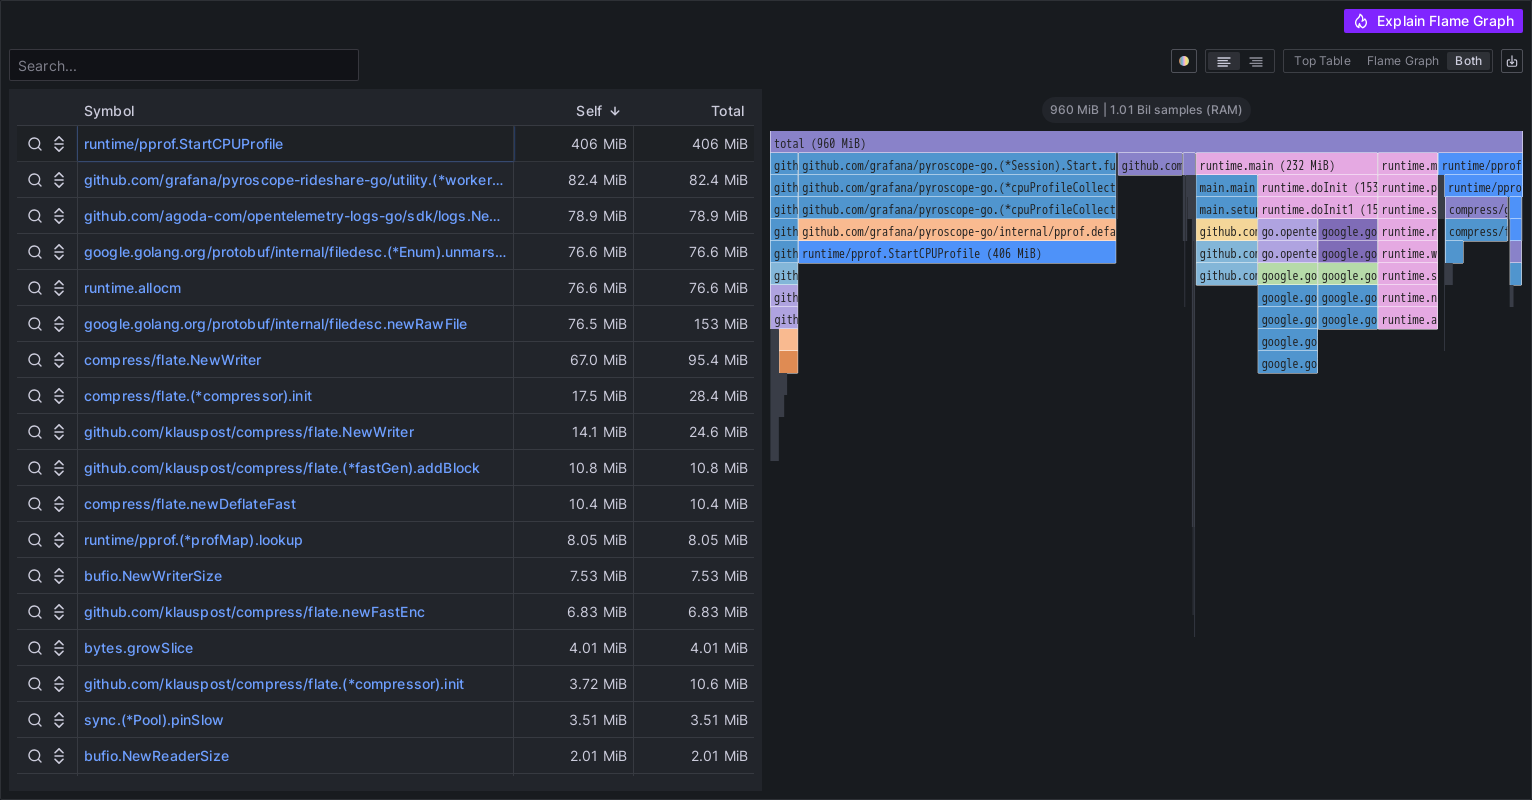 Explain Flame Graph
Search...
Top Table Flame Graph Both
Symbol Self Total
runtime/pprof.StartCPUProfile 406 MiB 406 MiB
github.com/grafana/pyroscope-rideshare-go/utility.(*worker... 82.4 MiB 82.4 MiB
github.com/agoda-com/opentelemetry-logs-go/sdk/logs.Ne... 78.9 MiB 78.9 MiB
google.golang.org/protobuf/internal/filedesc.(*Enum).unmars... 76.6 MiB 76.6 MiB
runtime.allocm 76.6 MiB 76.6 MiB
google.golang.org/protobuf/internal/filedesc.newRawFile 76.5 MiB 153 MiB
compress/flate.NewWriter 67.0 MiB 95.4 MiB
compress/flate.(*compressor).init 17.5 MiB 28.4 MiB
github.com/klauspost/compress/flate.NewWriter 14.1 MiB 24.6 MiB
github.com/klauspost/compress/flate.(*fastGen).addBlock 10.8 MiB 10.8 MiB
compress/flate.newDeflateFast 10.4 MiB 10.4 MiB
runtime/pprof.(*profMap).lookup 8.05 MiB 8.05 MiB
bufio.NewWriterSize 7.53 MiB 7.53 MiB
github.com/klauspost/compress/flate.newFastEnc 6.83 MiB 6.83 MiB
bytes.growSlice 4.01 MiB 4.01 MiB
github.com/klauspost/compress/flate.(*compressor).init 3.72 MiB 10.6 MiB
sync.(*Pool).pinSlow 3.51 MiB 3.51 MiB
bufio.NewReaderSize 2.01 MiB 2.01 MiB
960 MiB | 1.01 Bil samples (RAM)
total (960 MiB)
gith github.com/grafana/pyroscope-go.(*Session).Start.fu github.com runtime.main (232 MiB) runtime.m runtime/pprof
gith github.com/grafana/pyroscope-go.(*cpuProfileCollect main.main runtime.doInit (153 runtime.p runtime/ppro
gith github.com/grafana/pyroscope-go.(*cpuProfileCollect main.setup runtime.doInit1 (15 runtime.s compress/g
gith github.com/grafana/pyroscope-go/internal/pprof.defa github.com go.opente google.go runtime.r compress/f
gith runtime/pprof.StartCPUProfile (406 MiB) github.com go.opente google.go runtime.w
gith github.com google.go google.go runtime.s
gith google.go google.go runtime.n
gith google.go google.go runtime.a
google.go
google.go